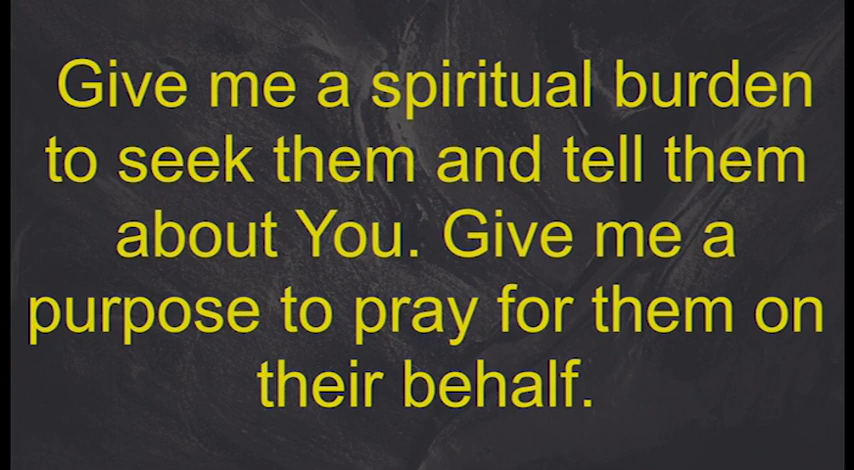 Give me a spiritual burden
to seek them and tell them
about You. Give me a
purpose to pray for them on
their behalf.